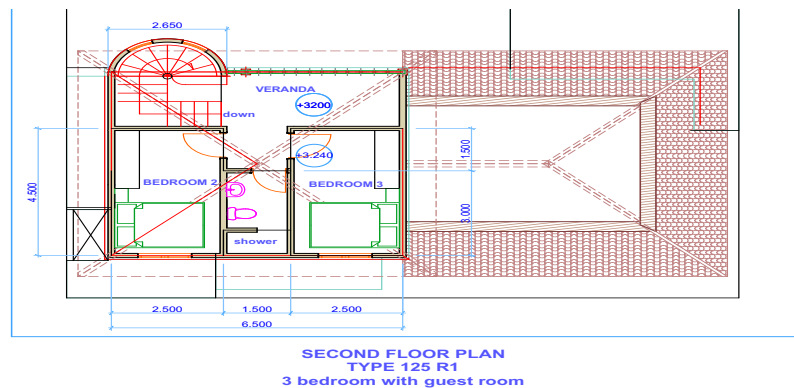 2.650
VERANDA
+3200
down
+3.240
1.500
4.500
BEDROOM 2
BEDROOM 3
3.000
shower
2.500
1.500
2.500
6.500
SECOND FLOOR PLAN
TYPE 125 R1
3 bedroom with guest room